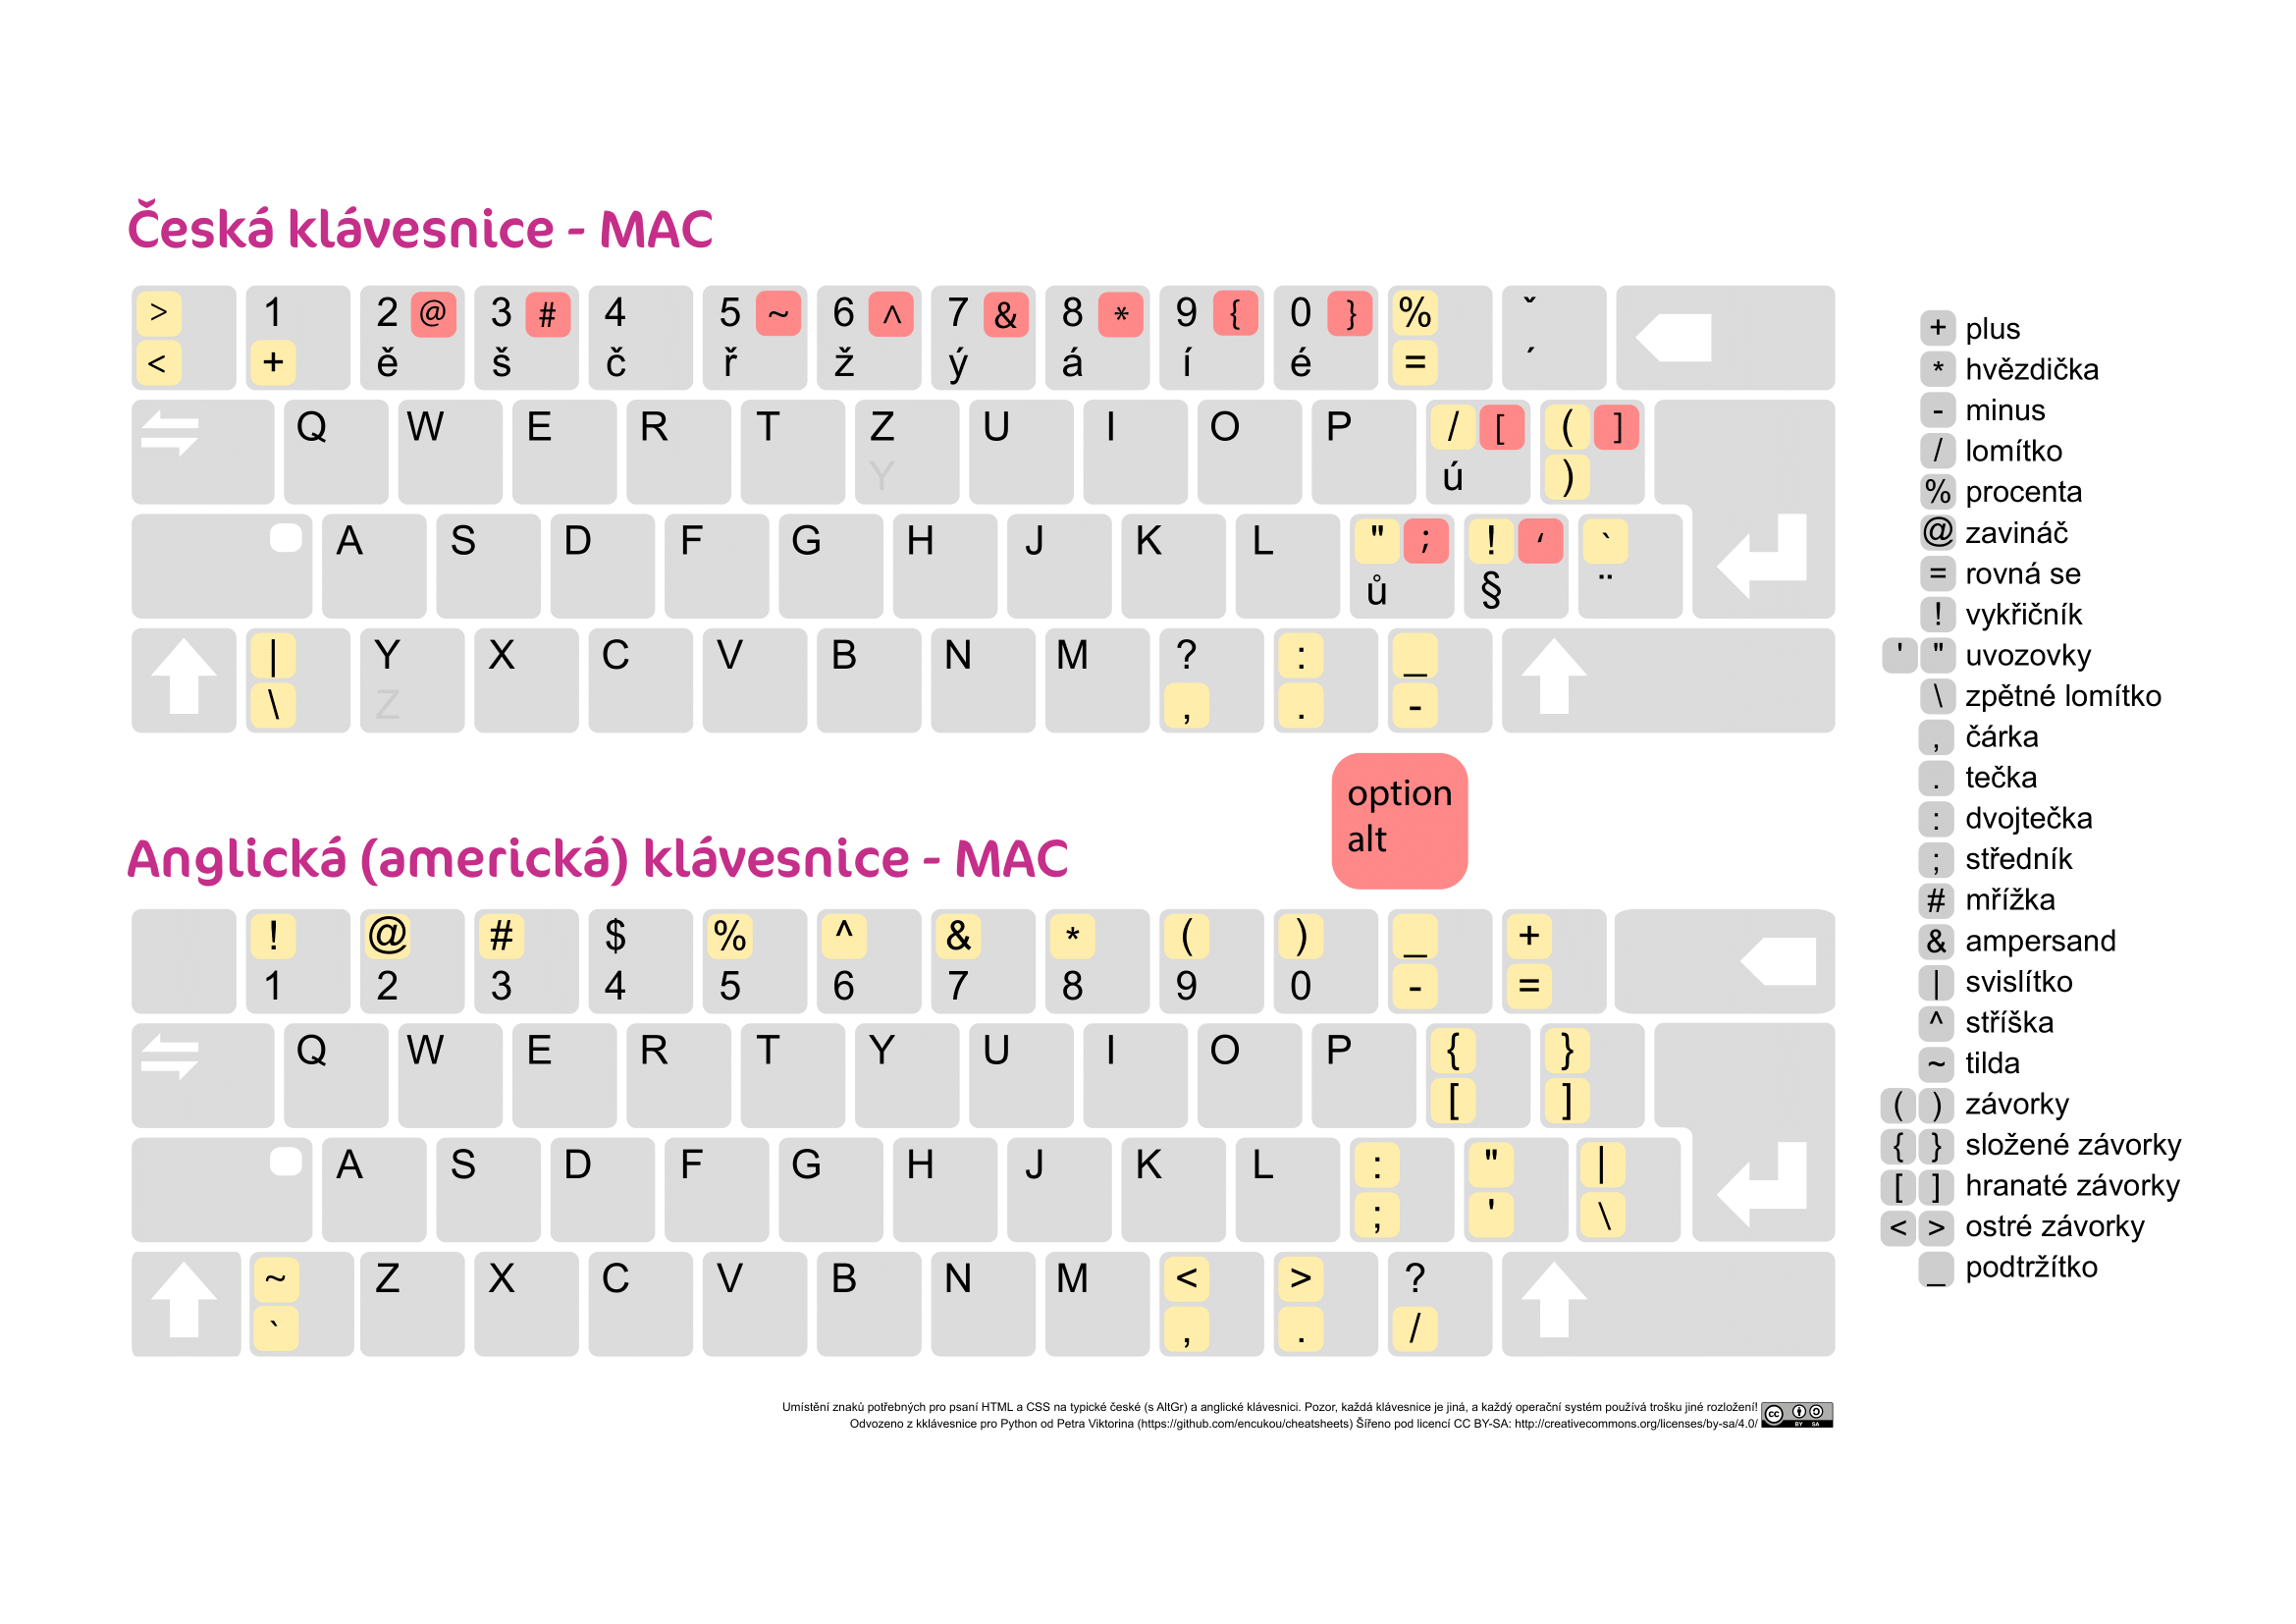 Česká klávesnice - MAC
> 1 2 @ 3 # 4 5 ~ 6 ^ 7 & 8 * 9 { 0 } % ˇ
< + ě š č ř ž ý á í é = ´
Q W E R T Z U I O P / [ ( ]
Y ú )
A S D F G H J K L " ; ! ‘ `
ů § ¨
| Y X C V B N M ? : _
\ Z , . -
option
alt
Anglická (americká) klávesnice - MAC
! @ # $ % ^ & * ( ) _ +
1 2 3 4 5 6 7 8 9 0 - =
Q W E R T Y U I O P { }
[ ]
A S D F G H J K L : " |
; ' \
~ Z X C V B N M < > ?
` , . /
+ plus
* hvězdička
- minus
/ lomítko
% procenta
@ zavináč
= rovná se
! vykřičník
' " uvozovky
\ zpětné lomítko
, čárka
. tečka
: dvojtečka
; středník
# mřížka
& ampersand
| svislítko
^ stříška
~ tilda
( ) závorky
{ } složené závorky
[ ] hranaté závorky
< > ostré závorky
_ podtržítko
Umístění znaků potřebných pro psaní HTML a CSS na typické české (s AltGr) a anglické klávesnici. Pozor, každá klávesnice je jiná, a každý operační systém používá trošku jiné rozložení!
Odvozeno z kklávesnice pro Python od Petra Viktorina (https://github.com/encukou/cheatsheets) Šířeno pod licencí CC BY-SA: http://creativecommons.org/licenses/by-sa/4.0/
cc BY SA